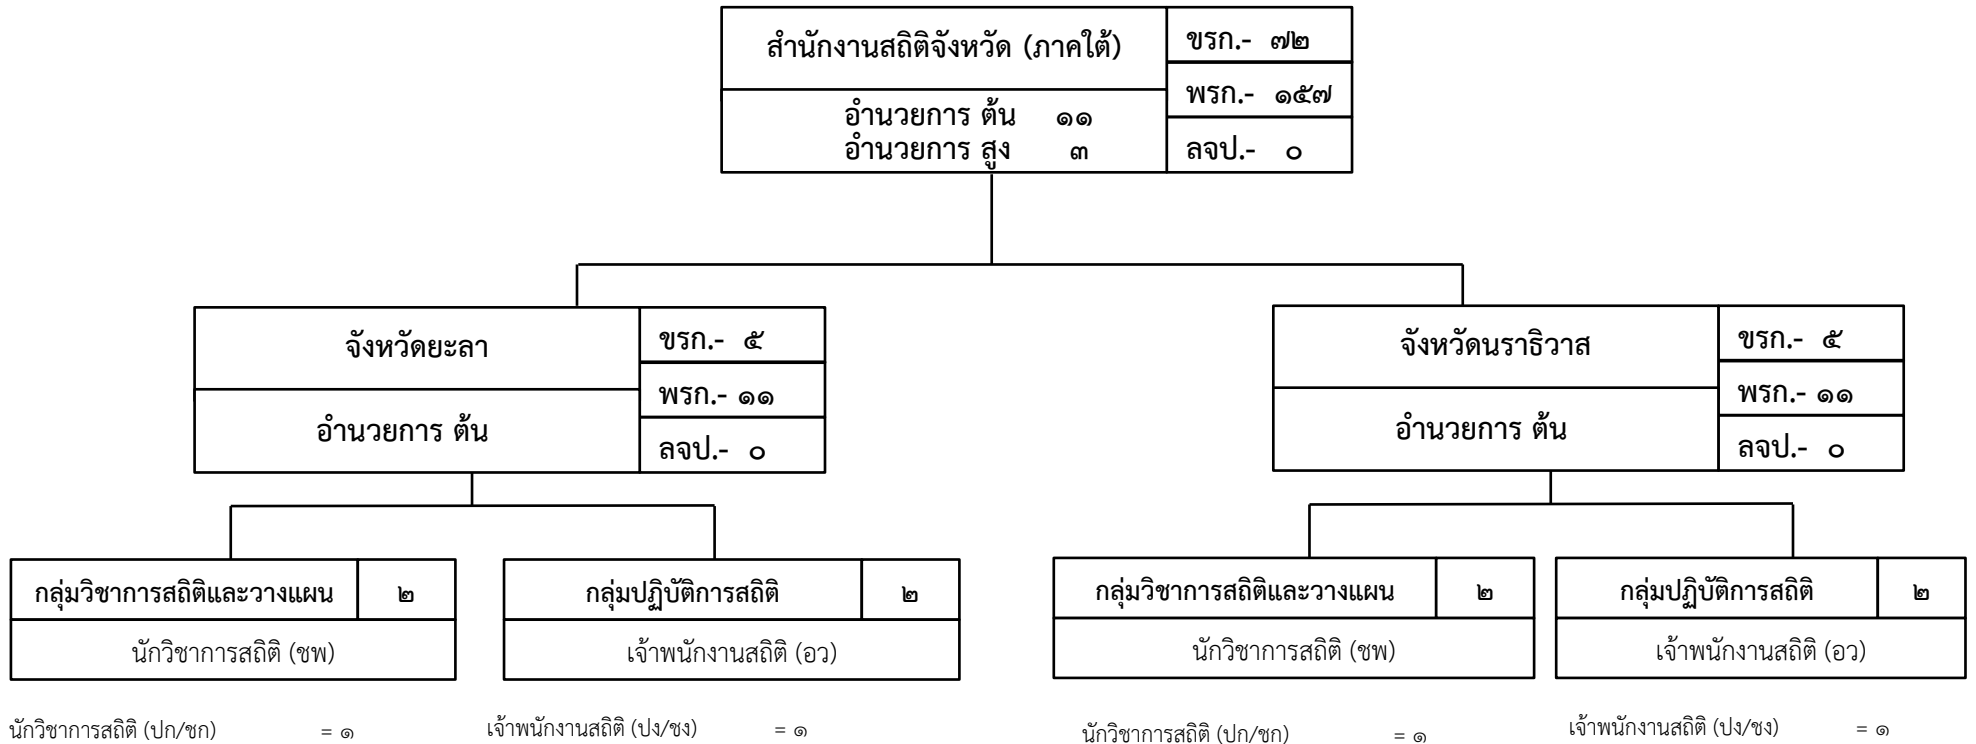 สำนักงานสถิติจังหวัด (ภาคใต้)
ขรก.- ๗๒
พรก.- ๑๕๗
อำนวยการ ต้น ๑๑
อำนวยการ สูง ๓
ลจป.- ๐
จังหวัดยะลา
ขรก.- ๕
พรก.- ๑๑
อำนวยการ ต้น
ลจป.- ๐
จังหวัดนราธิวาส
ขรก.- ๕
พรก.- ๑๑
อำนวยการ ต้น
ลจป.- ๐
กลุ่มวิชาการสถิติและวางแผน ๒
นักวิชาการสถิติ (ชพ)
นักวิชาการสถิติ (ปก/ชก) = ๑
กลุ่มปฏิบัติการสถิติ ๒
เจ้าพนักงานสถิติ (อว)
เจ้าพนักงานสถิติ (ปง/ชง) = ๑
กลุ่มวิชาการสถิติและวางแผน ๒
นักวิชาการสถิติ (ชพ)
นักวิชาการสถิติ (ปก/ชก) = ๑
กลุ่มปฏิบัติการสถิติ ๒
เจ้าพนักงานสถิติ (อว)
เจ้าพนักงานสถิติ (ปง/ชง) = ๑